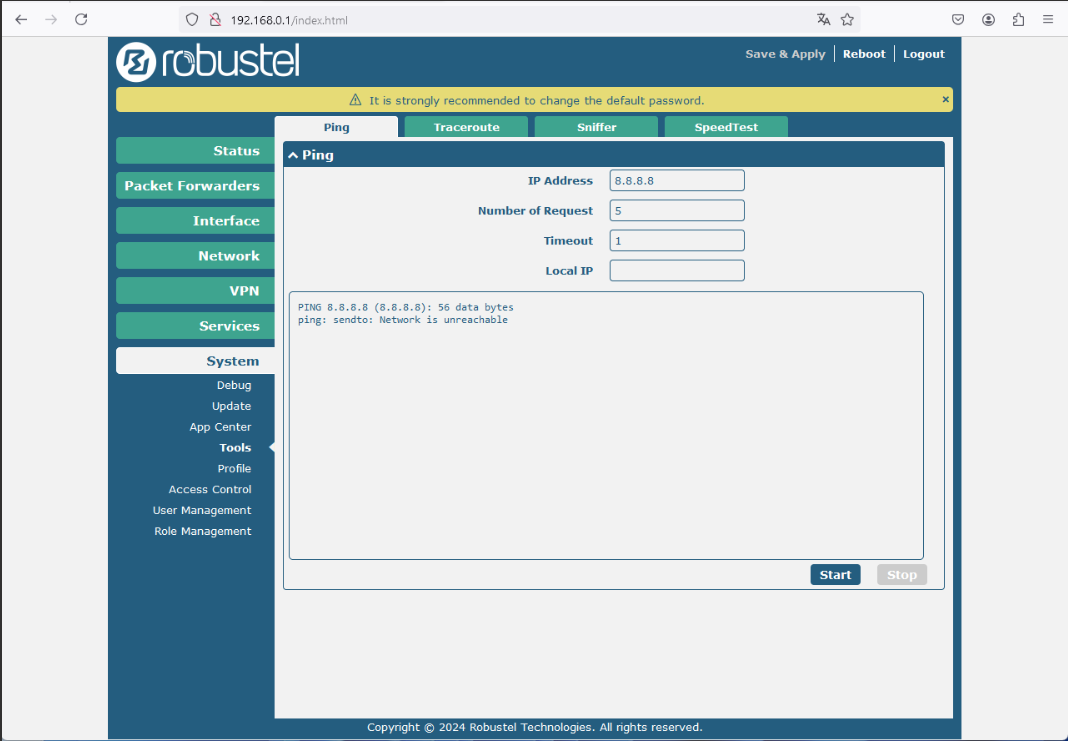 192.168.0.1/index.html
robustel
Save & Apply Reboot Logout
It is strongly recommended to change the default password. ×
Ping Traceroute Sniffer SpeedTest
Status
Packet Forwarders
Interface
Network
VPN
Services
System
Debug
Update
App Center
Tools
Profile
Access Control
User Management
Role Management
Ping
IP Address 8.8.8.8
Number of Request 5
Timeout 1
Local IP
PING 8.8.8.8 (8.8.8.8): 56 data bytes
ping: sendto: Network is unreachable
Start Stop
Copyright © 2024 Robustel Technologies. All rights reserved.